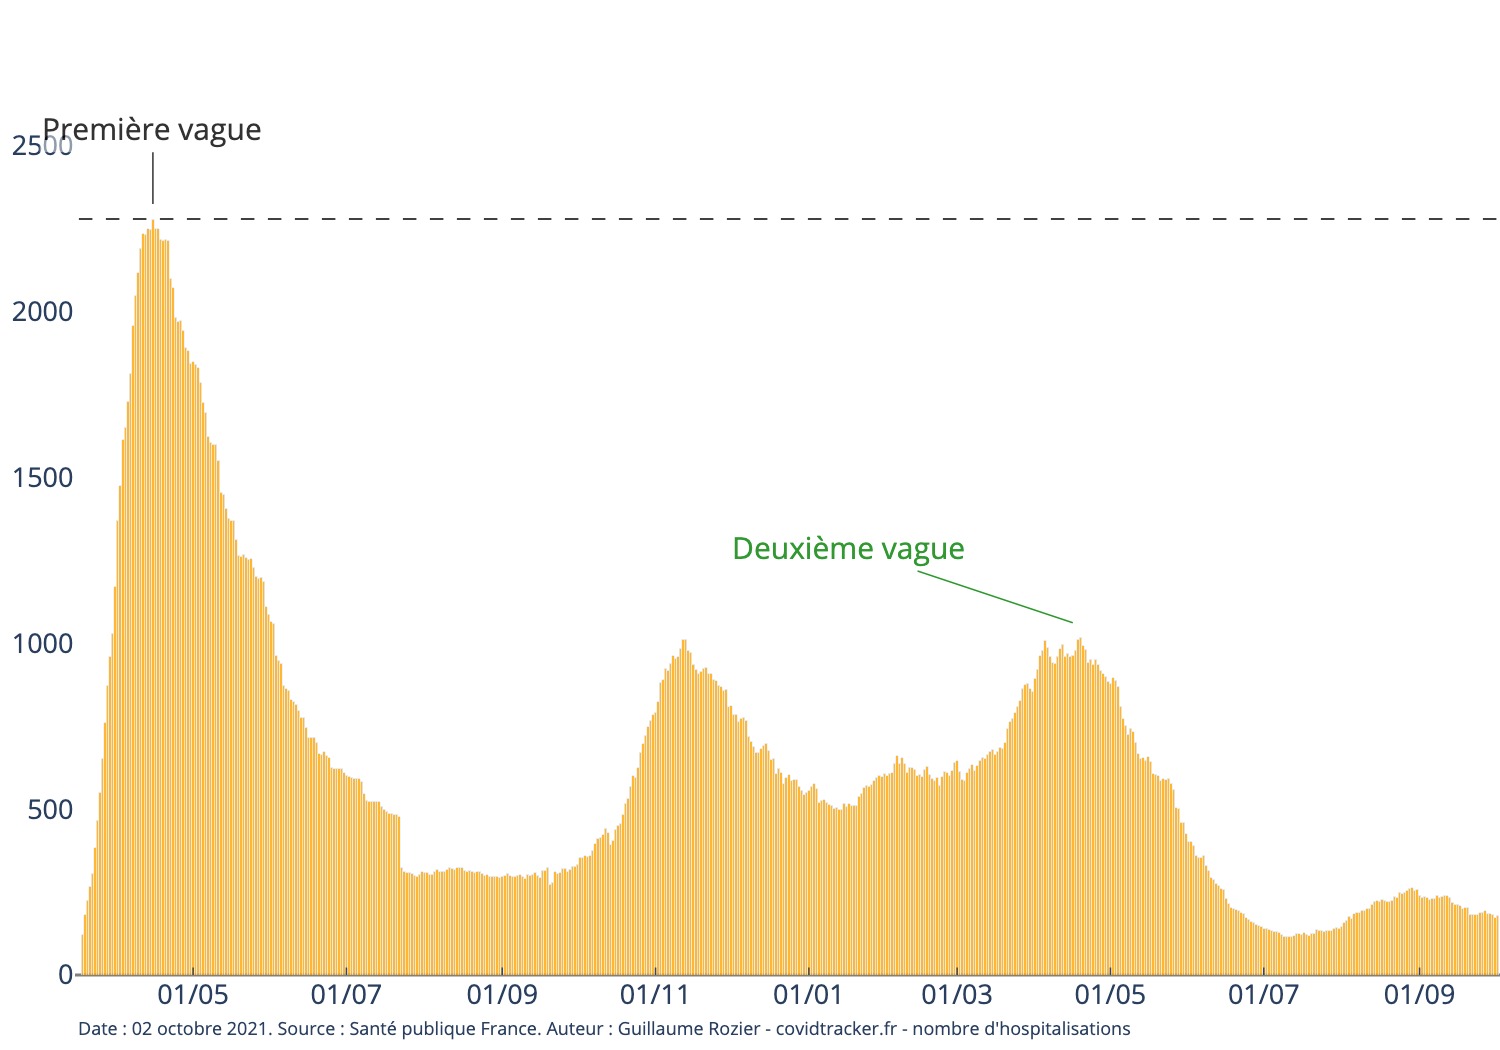 Première vague
2500
2000
1500
Deuxième vague
1000
500
0
01/05 01/07 01/09 01/11 01/01 01/03 01/05 01/07 01/09
Date : 02 octobre 2021. Source : Santé publique France. Auteur : Guillaume Rozier - covidtracker.fr - nombre d'hospitalisations